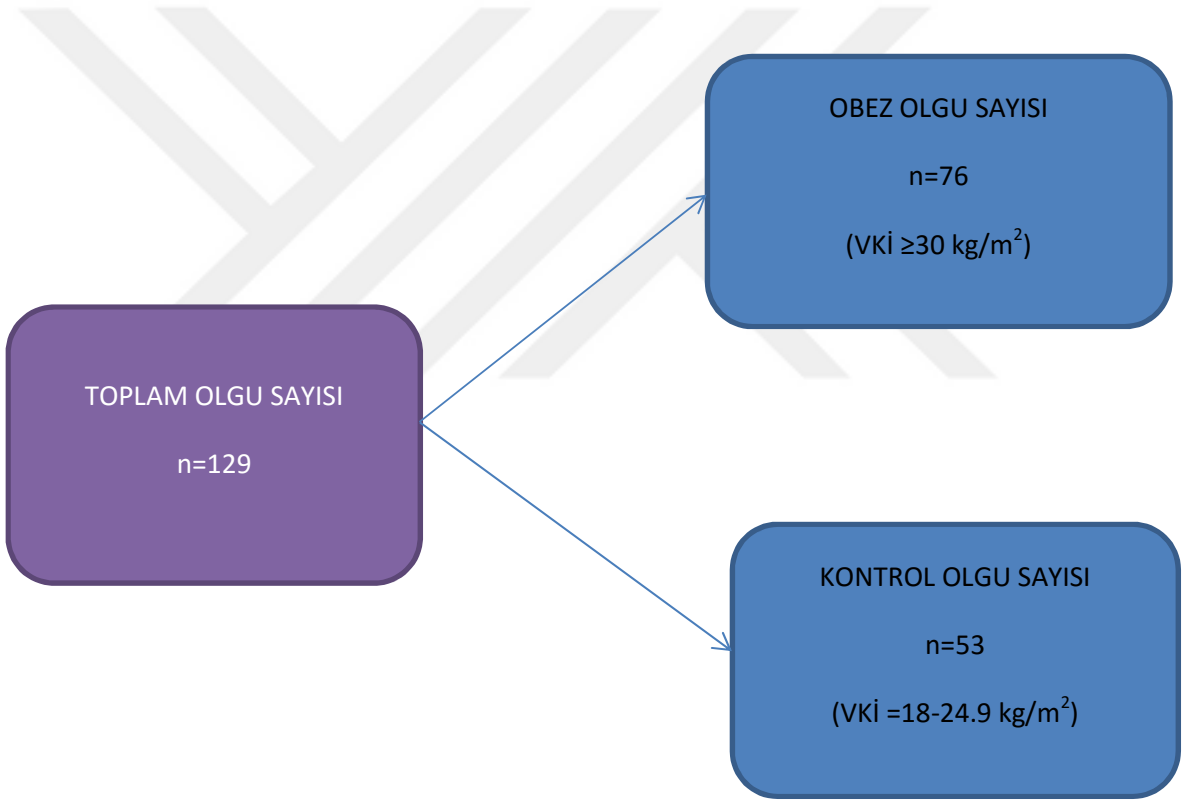 TOPLAM OLGU SAYISI
n=129
OBEZ OLGU SAYISI
n=76
(VKİ ≥30 kg/m²)
KONTROL OLGU SAYISI
n=53
(VKİ =18-24.9 kg/m²)